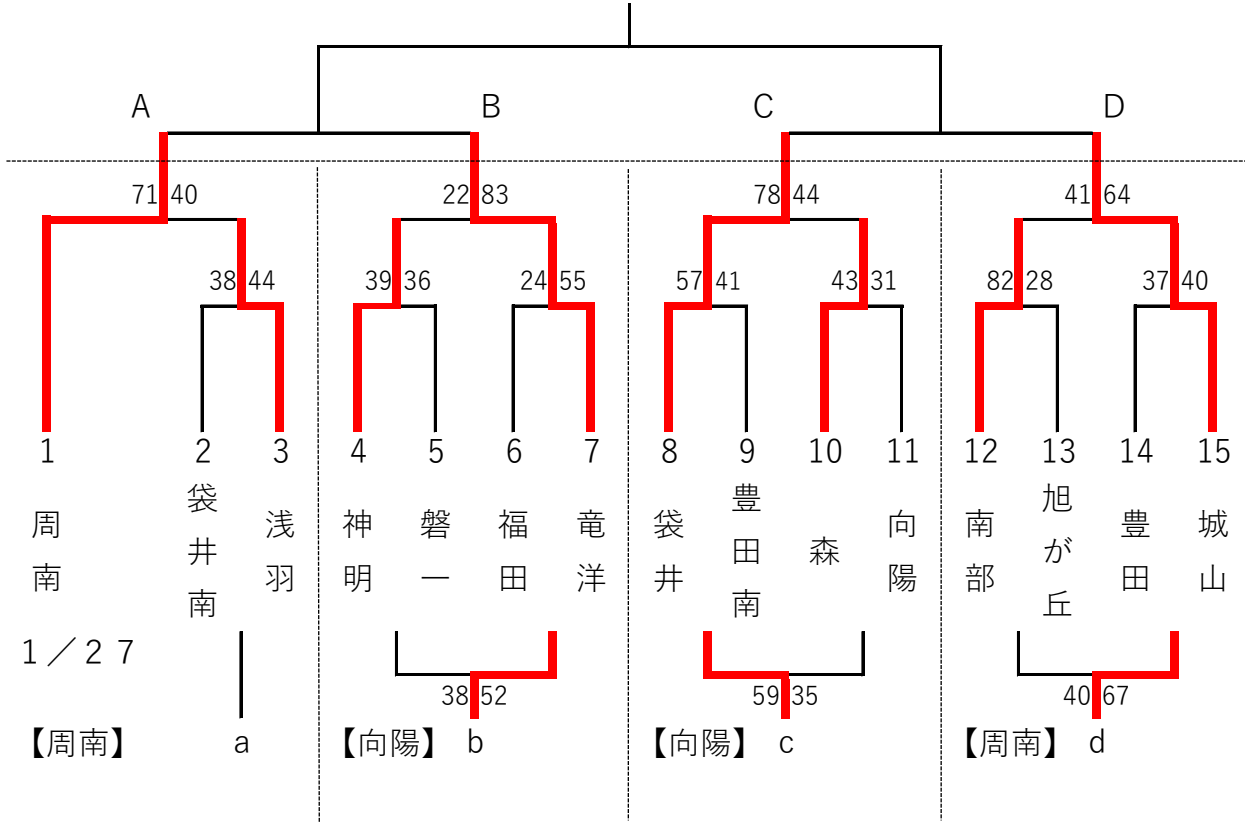 A B C D
71 40 22 83 78 44 41 64
38 44 39 36 24 55 57 41 43 31 82 28 37 40
1 2 3 4 5 6 7 8 9 10 11 12 13 14 15
周南
袋井南
浅羽
神明
磐一
福田
竜洋
袋井
豊田南
森
向陽
南部
旭が丘
豊田
城山
1／27
38 52 59 35 40 67
【周南】 a 【向陽】 b 【向陽】 c 【周南】 d